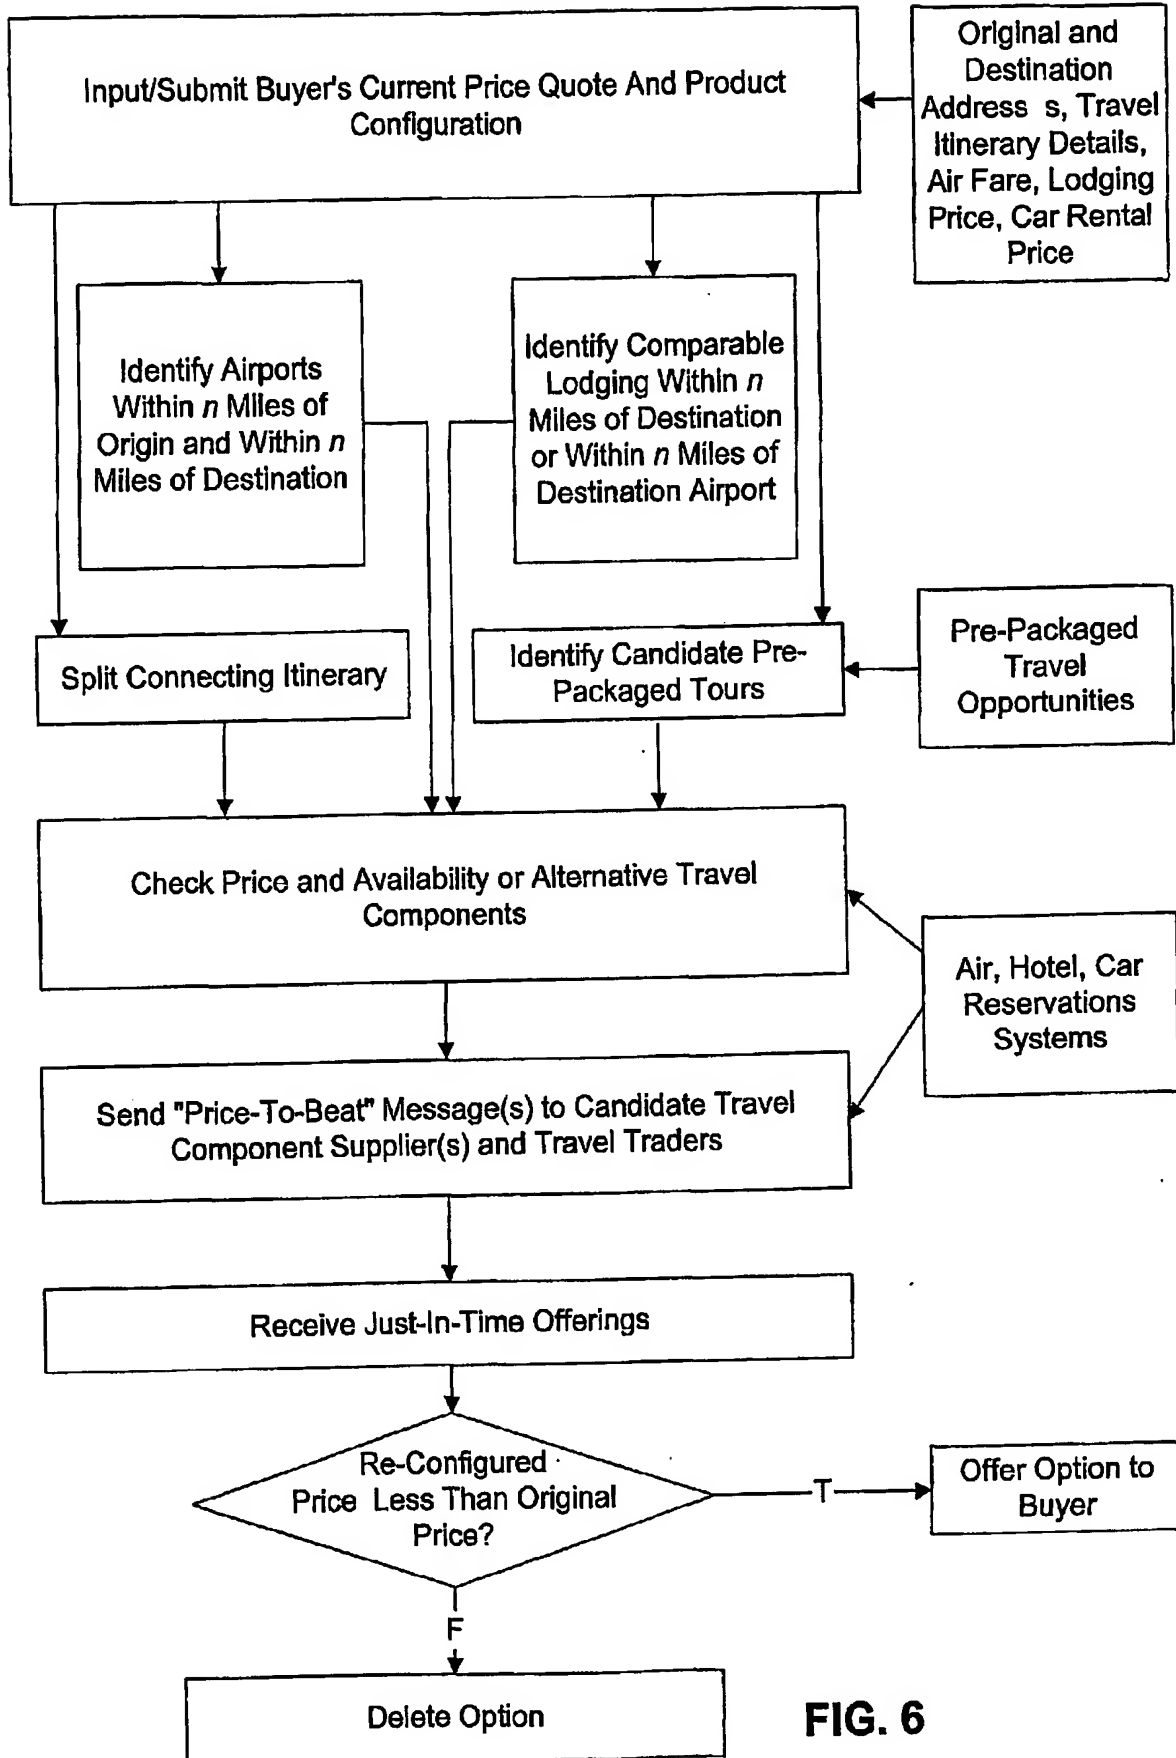 Input/Submit Buyer's Current Price Quote And Product
Configuration
Original and
Destination
Address s, Travel
Itinerary Details,
Air Fare, Lodging
Price, Car Rental
Price
Identify Airports
Within n Miles of
Origin and Within n
Miles of Destination
Identify Comparable
Lodging Within n
Miles of Destination
or Within n Miles of
Destination Airport
Split Connecting Itinerary
Identify Candidate Pre-
Packaged Tours
Pre-Packaged
Travel
Opportunities
Check Price and Availability or Alternative Travel
Components
Air, Hotel, Car
Reservations
Systems
Send "Price-To-Beat" Message(s) to Candidate Travel
Component Supplier(s) and Travel Traders
Receive Just-In-Time Offerings
Re-Configured
Price Less Than Original
Price?
T
Offer Option to
Buyer
F
Delete Option
FIG. 6